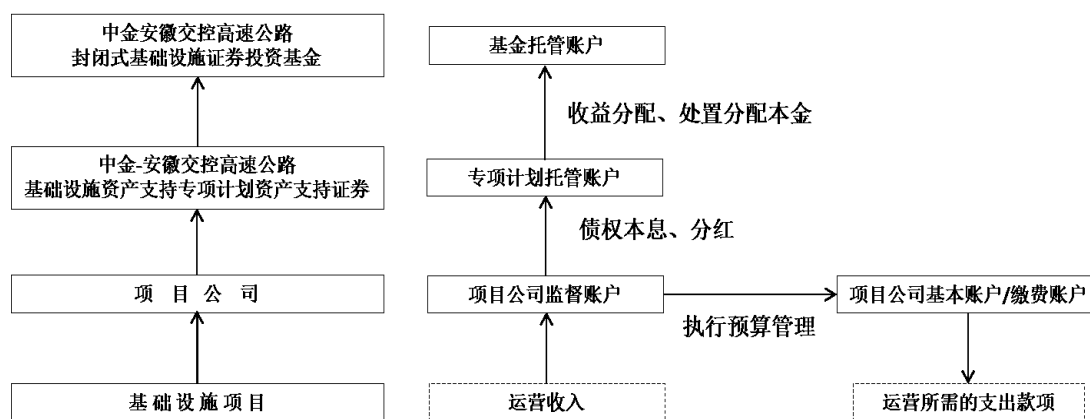 中金安徽交控高速公路
封闭式基础设施证券投资基金
基金托管账户
收益分配、处置分配本金
中金-安徽交控高速公路
基础设施资产支持专项计划资产支持证券
专项计划托管账户
债权本息、分红
项目公司
项目公司监督账户
项目公司基本账户/缴费账户
执行预算管理
基础设施项目
运营收入
运营所需的支出款项